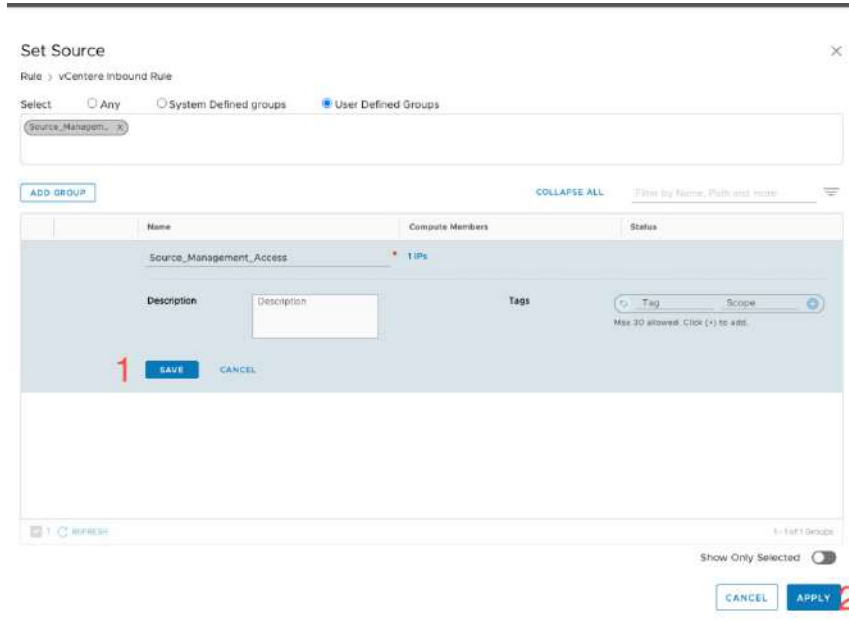 Set Source
Rule > vCentere Inbound Rule
Select Any System Defined groups User Defined Groups
Source_Managem... X
ADD GROUP COLLAPSE ALL Filter by Name, Path and more
Name Compute Members Status
Source_Management_Access * 1 IPs
Description Description Tags Tag Scope
Max 30 allowed. Click (+) to add.
1 SAVE CANCEL
1 REFRESH 1 - 1 of 1 Groups
Show Only Selected
CANCEL APPLY 2